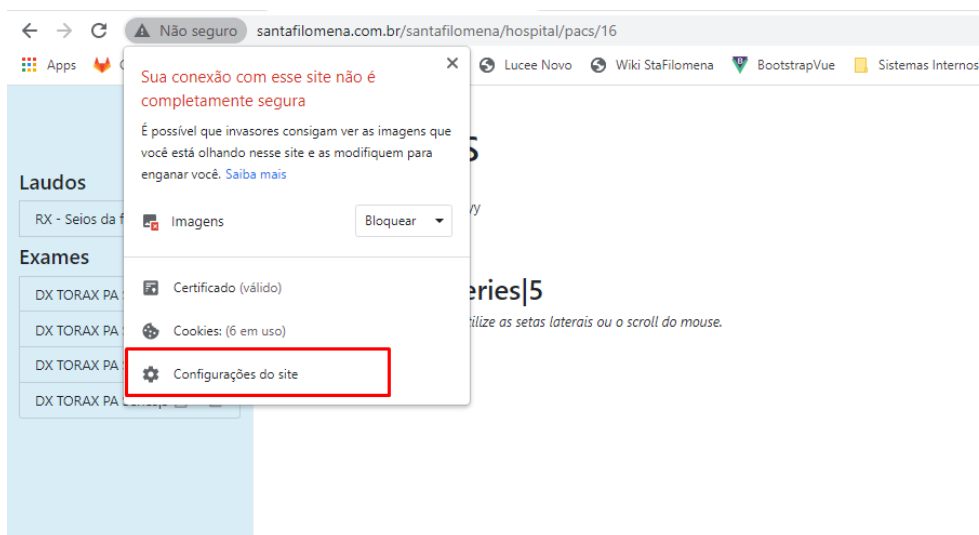 Não seguro santafilomena.com.br/santafilomena/hospital/pacs/16
Apps Lucee Novo Wiki StaFilomena BootstrapVue Sistemas Internos
Sua conexão com esse site não é
completamente segura
É possível que invasores consigam ver as imagens que
você está olhando nesse site e as modifiquem para
enganar você. Saiba mais
Imagens Bloquear
Certificado (válido)
Cookies: (6 em uso)
Configurações do site
Laudos
RX - Seios da f
Exames
DX TORAX PA
DX TORAX PA
DX TORAX PA
DX TORAX PA
eries|5
tilize as setas laterais ou o scroll do mouse.